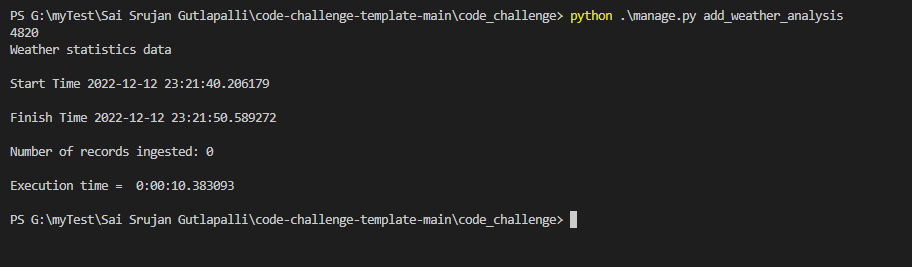 PS G:\myTest\Sai Srujan Gutlapalli\code-challenge-template-main\code_challenge> python .\manage.py add_weather_analysis
4820
Weather statistics data
Start Time 2022-12-12 23:21:40.206179
Finish Time 2022-12-12 23:21:50.589272
Number of records ingested: 0
Execution time =  0:00:10.383093
PS G:\myTest\Sai Srujan Gutlapalli\code-challenge-template-main\code_challenge>